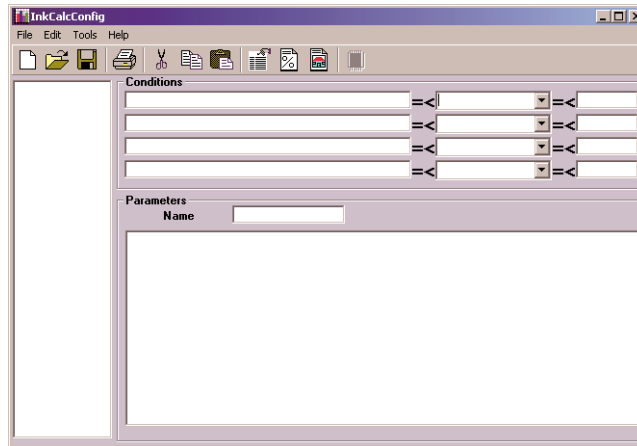 InkCalcConfig
File Edit Tools Help
Conditions
=< =<
=< =<
=< =<
=< =<
Parameters
Name